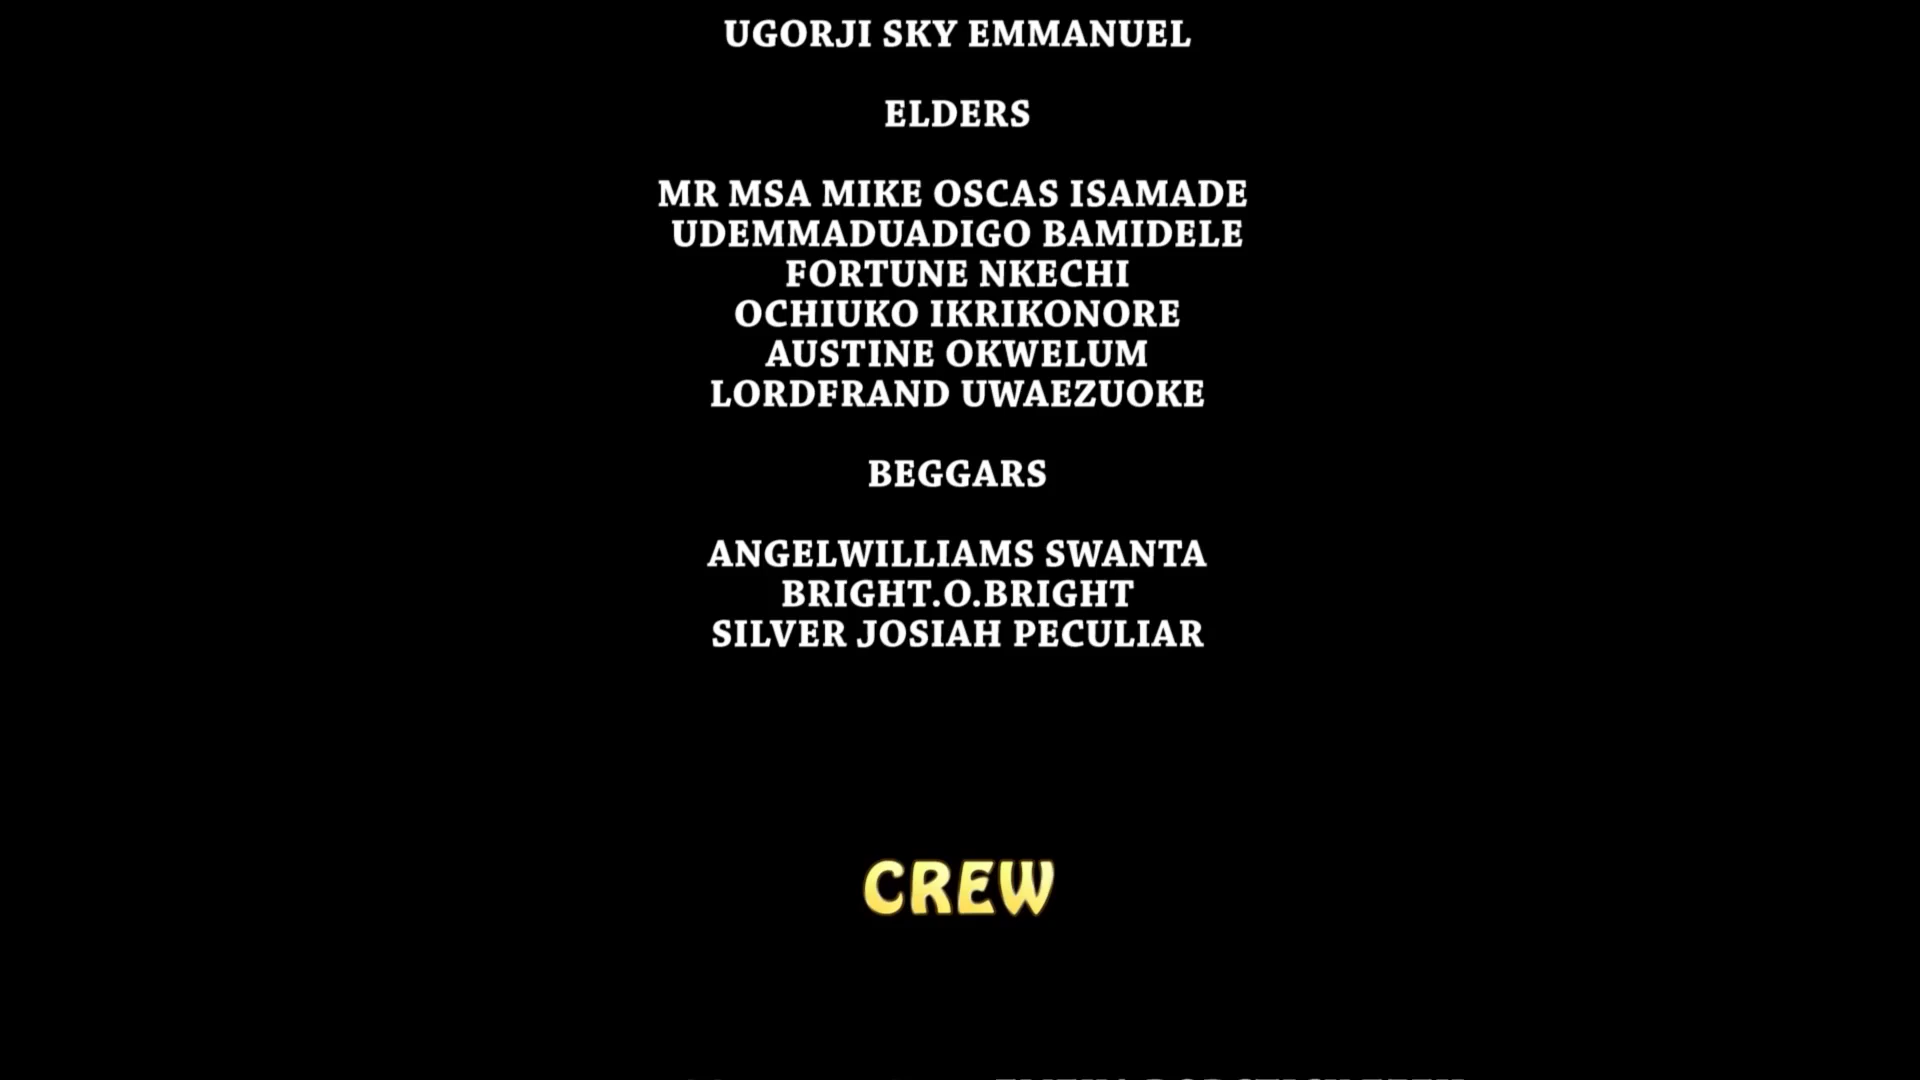 UGORJI SKY EMMANUEL
ELDERS
MR MSA MIKE OSCAS ISAMADE
UDEMMADUADIGO BAMIDELE
FORTUNE NKECHI
OCHIUKO IKRIKONORE
AUSTINE OKWELUM
LORDFRAND UWAEZUOKE
BEGGARS
ANGELWILLIAMS SWANTA
BRIGHT.O.BRIGHT
SILVER JOSIAH PECULIAR
CREW